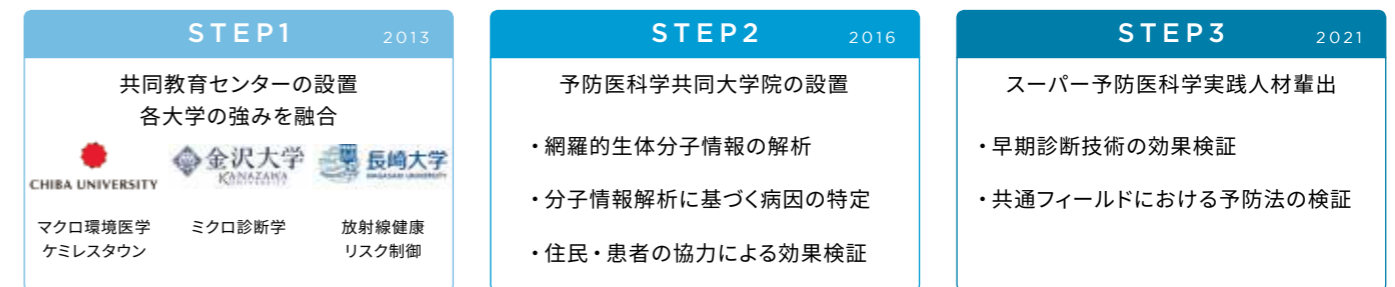 STEP1 2013
共同教育センターの設置
各大学の強みを融合
CHIBA UNIVERSITY
金沢大学
KANAZAWA
UNIVERSITY
長崎大学
NAGASAKI UNIVERSITY
マクロ環境医学
ケミレスタウン
ミクロ診断学
放射線健康
リスク制御
STEP2 2016
予防医科学共同大学院の設置
・網羅的生体分子情報の解析
・分子情報解析に基づく病因の特定
・住民・患者の協力による効果検証
STEP3 2021
スーパー予防医科学実践人材輩出
・早期診断技術の効果検証
・共通フィールドにおける予防法の検証